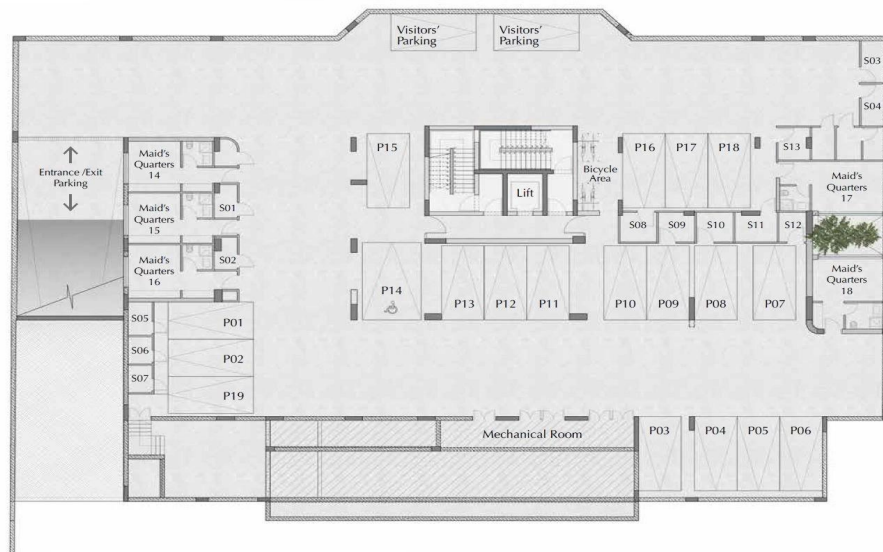 Visitors'
Parking
Visitors'
Parking
S03
S04
Entrance /Exit
Parking
Maid's
Quarters
14
P15
Lift
Bicycle
Area
P16
P17
P18
S13
Maid's
Quarters
17
S01
Maid's
Quarters
15
S08
S09
S10
S11
S12
S02
Maid's
Quarters
16
P14
P13
P12
P11
P10
P09
P08
P07
Maid's
Quarters
18
S05
P01
S06
P02
S07
P19
Mechanical Room
P03
P04
P05
P06